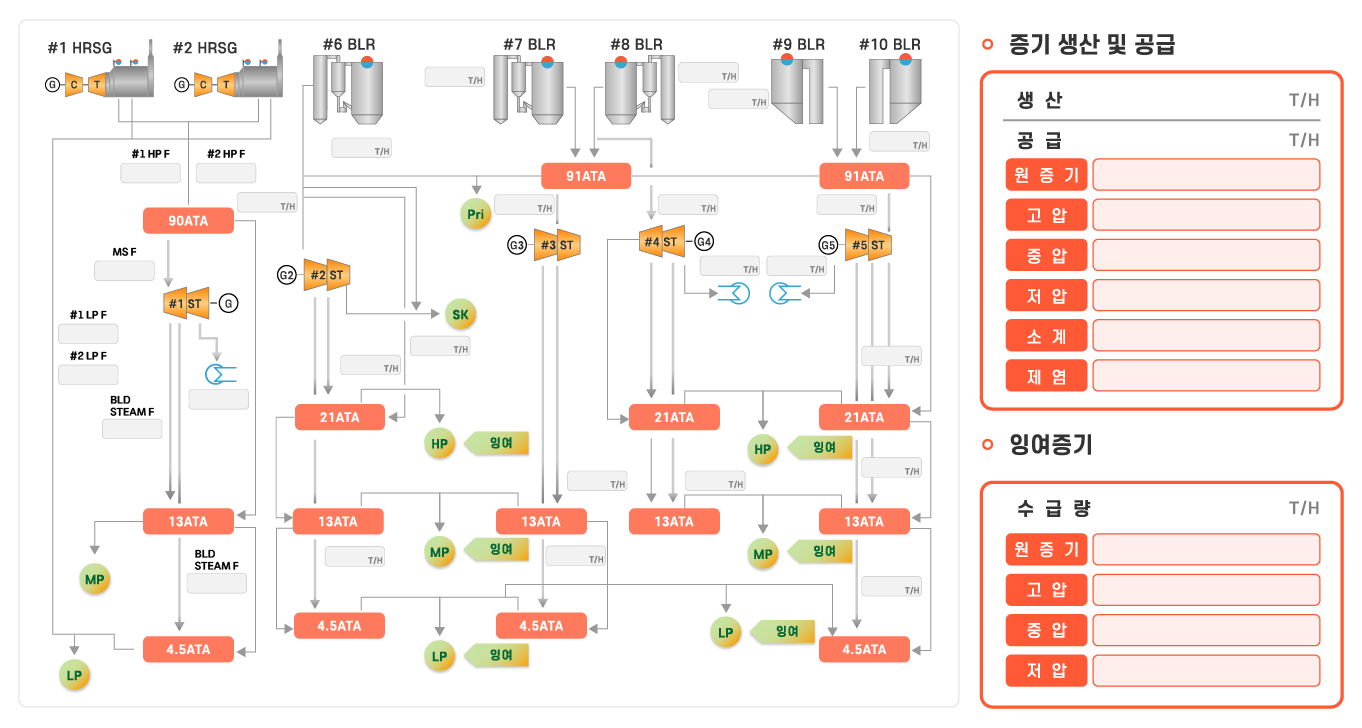 #1 HRSG
#2 HRSG
#6 BLR
#7 BLR
#8 BLR
#9 BLR
#10 BLR
G
C
T
G
C
T
T/H
T/H
T/H
T/H
T/H
#1 HP F
#2 HP F
91ATA
91ATA
T/H
Pri
T/H
T/H
T/H
90ATA
MS F
G2
#2 ST
G3
#3 ST
#4 ST
G4
G5
#5 ST
T/H
T/H
#1 ST
G
#1 LP F
SK
#2 LP F
T/H
T/H
T/H
BLD
STEAM F
21ATA
21ATA
21ATA
HP
잉여
HP
잉여
T/H
T/H
T/H
13ATA
13ATA
13ATA
13ATA
13ATA
MP
잉여
MP
잉여
BLD
STEAM F
T/H
T/H
MP
T/H
4.5ATA
4.5ATA
LP
잉여
4.5ATA
4.5ATA
LP
잉여
LP
증기 생산 및 공급
생 산
T/H
공 급
T/H
원 증 기
고 압
중 압
저 압
소 계
제 염
잉여증기
수 급 량
T/H
원 증 기
고 압
중 압
저 압